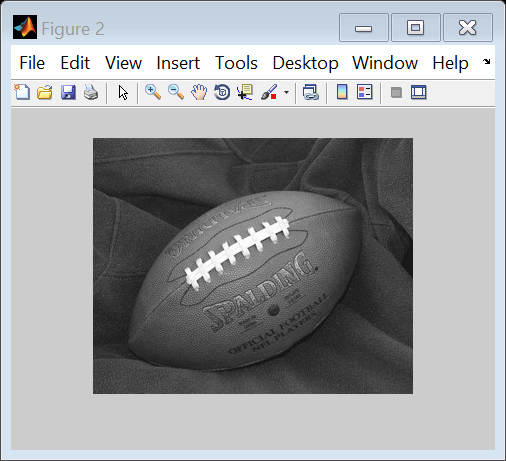 Figure 2
File Edit View Insert Tools Desktop Window Help
SPALDING
OFFICIAL FOOTBALL
NFL PLAYERS